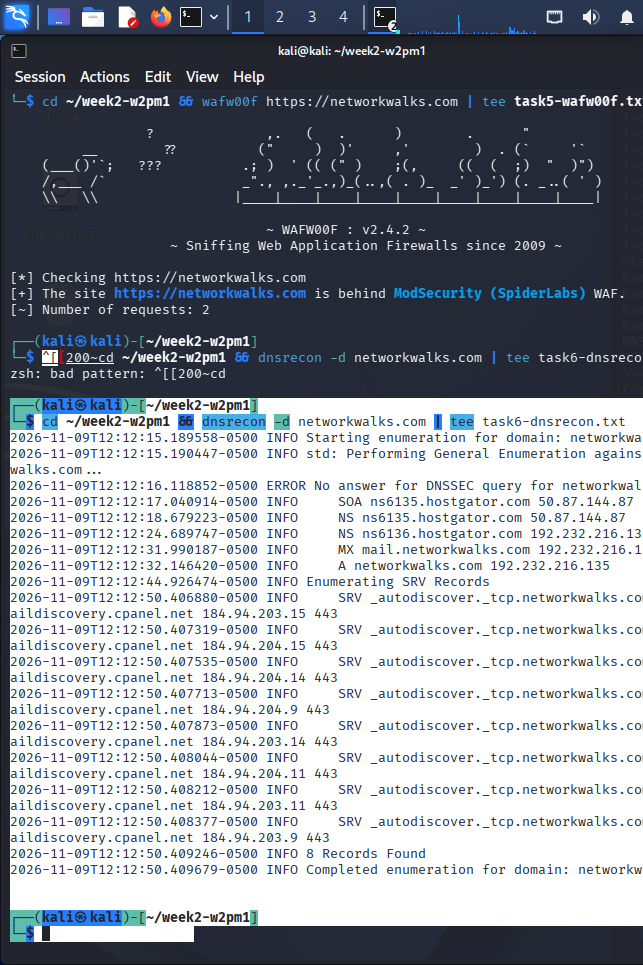 1 2 3 4
2
kali@kali: ~/week2-w2pm1
Session Actions Edit View Help
└─$ cd ~/week2-w2pm1 && wafw00f https://networkwalks.com | tee task5-wafw00f.tx
~ WAFW00F : v2.4.2 ~
~ Sniffing Web Application Firewalls since 2009 ~
[*] Checking https://networkwalks.com
[+] The site https://networkwalks.com is behind ModSecurity (SpiderLabs) WAF.
[~] Number of requests: 2
┌──(kali㉿kali)-[~/week2-w2pm1]
└─$ ^[[200~cd ~/week2-w2pm1 && dnsrecon -d networkwalks.com | tee task6-dnsreco
zsh: bad pattern: ^[[200~cd
┌──(kali㉿kali)-[~/week2-w2pm1]
└─$ cd ~/week2-w2pm1 && dnsrecon -d networkwalks.com | tee task6-dnsrecon.txt
2026-11-09T12:12:15.189558-0500 INFO Starting enumeration for domain: networkwa
2026-11-09T12:12:15.190447-0500 INFO std: Performing General Enumeration agains
walks.com...
2026-11-09T12:12:16.118852-0500 ERROR No answer for DNSSEC query for networkwal
2026-11-09T12:12:17.040914-0500 INFO SOA ns6135.hostgator.com 50.87.144.87
2026-11-09T12:12:18.679223-0500 INFO NS ns6135.hostgator.com 50.87.144.87
2026-11-09T12:12:24.689747-0500 INFO NS ns6136.hostgator.com 192.232.216.13
2026-11-09T12:12:31.990187-0500 INFO MX mail.networkwalks.com 192.232.216.1
2026-11-09T12:12:32.146420-0500 INFO A networkwalks.com 192.232.216.135
2026-11-09T12:12:44.926474-0500 INFO Enumerating SRV Records
2026-11-09T12:12:50.406880-0500 INFO SRV _autodiscover._tcp.networkwalks.co
aildiscovery.cpanel.net 184.94.203.15 443
2026-11-09T12:12:50.407319-0500 INFO SRV _autodiscover._tcp.networkwalks.co
aildiscovery.cpanel.net 184.94.204.15 443
2026-11-09T12:12:50.407535-0500 INFO SRV _autodiscover._tcp.networkwalks.co
aildiscovery.cpanel.net 184.94.204.14 443
2026-11-09T12:12:50.407713-0500 INFO SRV _autodiscover._tcp.networkwalks.co
aildiscovery.cpanel.net 184.94.204.9 443
2026-11-09T12:12:50.407873-0500 INFO SRV _autodiscover._tcp.networkwalks.co
aildiscovery.cpanel.net 184.94.203.14 443
2026-11-09T12:12:50.408044-0500 INFO SRV _autodiscover._tcp.networkwalks.co
aildiscovery.cpanel.net 184.94.204.11 443
2026-11-09T12:12:50.408212-0500 INFO SRV _autodiscover._tcp.networkwalks.co
aildiscovery.cpanel.net 184.94.203.11 443
2026-11-09T12:12:50.408377-0500 INFO SRV _autodiscover._tcp.networkwalks.co
aildiscovery.cpanel.net 184.94.203.9 443
2026-11-09T12:12:50.409246-0500 INFO 8 Records Found
2026-11-09T12:12:50.409679-0500 INFO Completed enumeration for domain: networkw
┌──(kali㉿kali)-[~/week2-w2pm1]
└─$